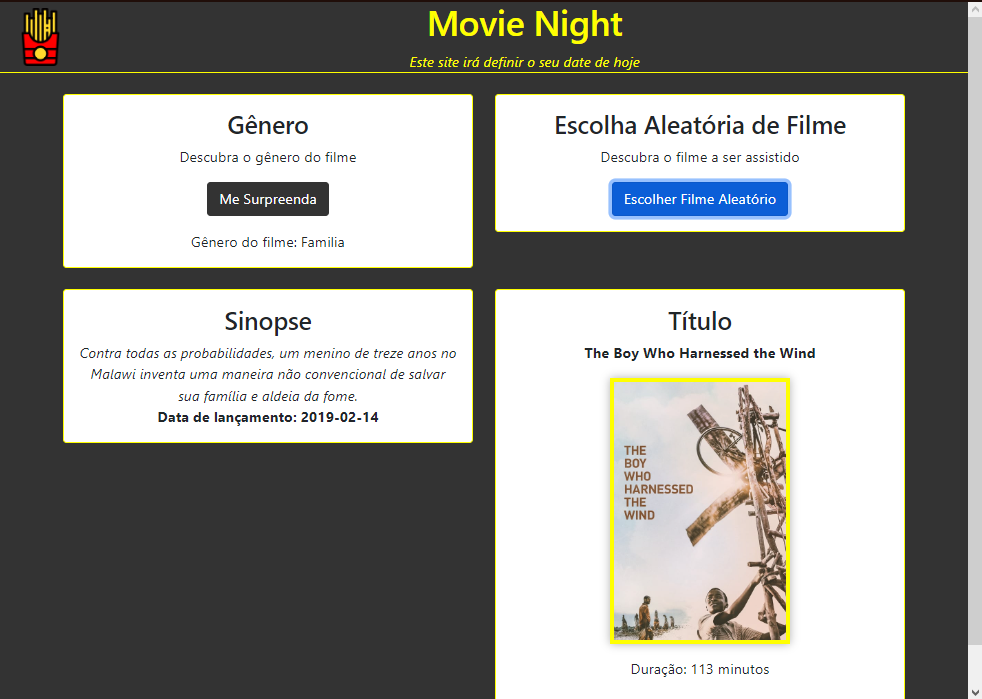 Movie Night
Este site irá definir o seu date de hoje
Gênero
Descubra o gênero do filme
Me Surpreenda
Gênero do filme: Familia
Escolha Aleatória de Filme
Descubra o filme a ser assistido
Escolher Filme Aleatório
Sinopse
Contra todas as probabilidades, um menino de treze anos no
Malawi inventa uma maneira não convencional de salvar
sua família e aldeia da fome.
Data de lançamento: 2019-02-14
Título
The Boy Who Harnessed the Wind
THE
BOY
WHO
HARNESSED
THE
WIND
Duração: 113 minutos